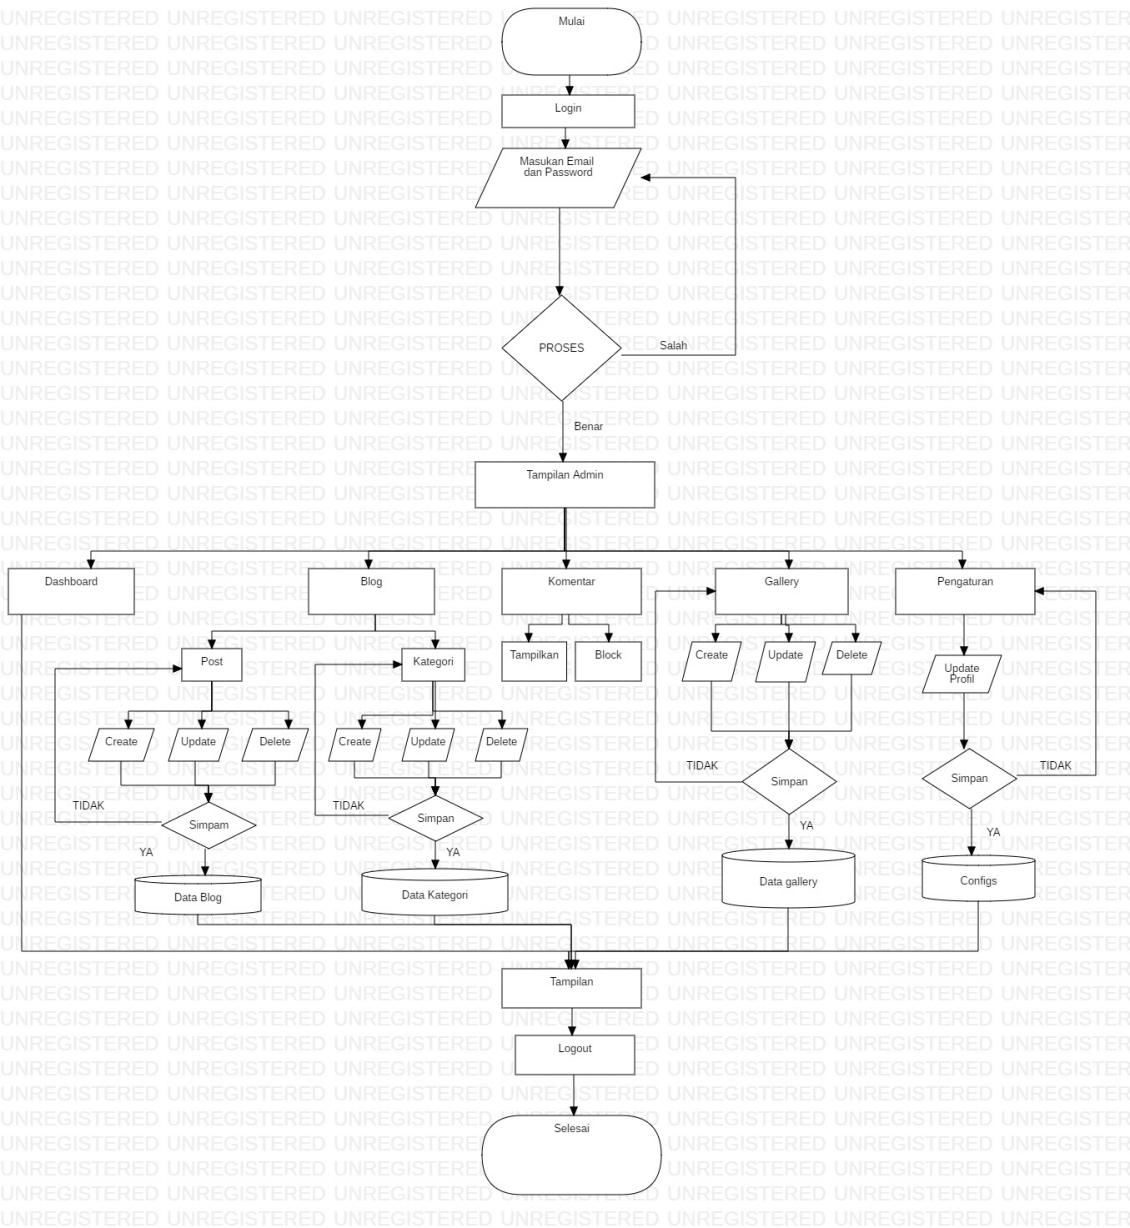 Mulai
Login
Masukan Email
dan Password
PROSES
Salah
Benar
Tampilan Admin
Dashboard
Blog
Komentar
Gallery
Pengaturan
Post
Kategori
Tampilkan
Block
Create
Update
Delete
Update
Profil
Create
Update
Delete
Create
Update
Delete
TIDAK
Simpan
Simpan
TIDAK
TIDAK
Simpam
TIDAK
Simpan
YA
YA
YA
YA
Data Blog
Data Kategori
Data gallery
Configs
Tampilan
Logout
Selesai
UNREGISTERED